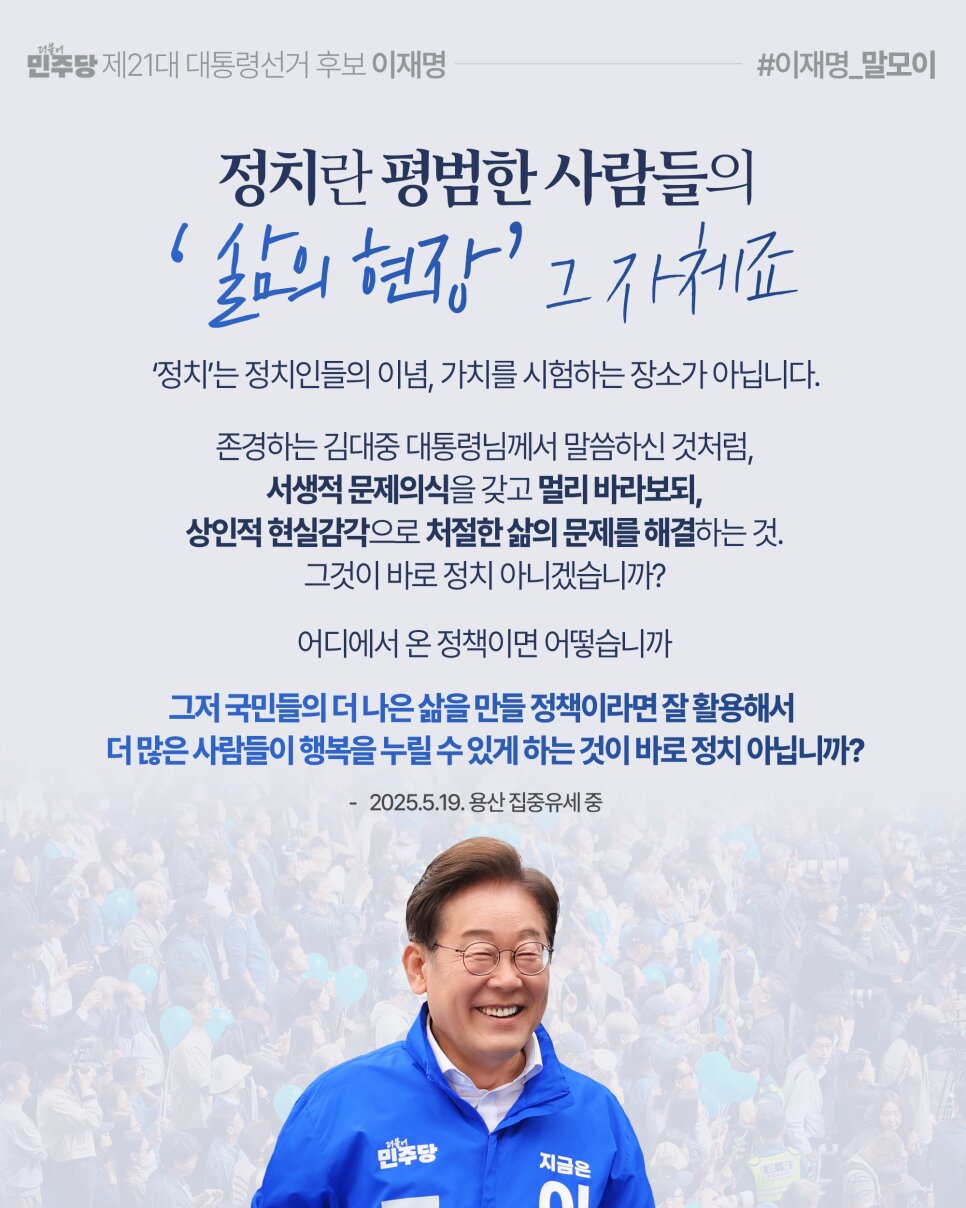 더불어
민주당 제21대 대통령선거 후보 이재명
#이재명_말모이
정치란 평범한 사람들의
‘삶의 현장’ 그 자체죠
‘정치’는 정치인들의 이념, 가치를 시험하는 장소가 아닙니다.
존경하는 김대중 대통령님께서 말씀하신 것처럼,
서생적 문제의식을 갖고 멀리 바라보되,
상인적 현실감각으로 처절한 삶의 문제를 해결하는 것.
그것이 바로 정치 아니겠습니까?
어디에서 온 정책이면 어떻습니까
그저 국민들의 더 나은 삶을 만들 정책이라면 잘 활용해서
더 많은 사람들이 행복을 누릴 수 있게 하는 것이 바로 정치 아닙니까?
- 2025.5.19. 용산 집중유세 중
더불어
민주당
지금은